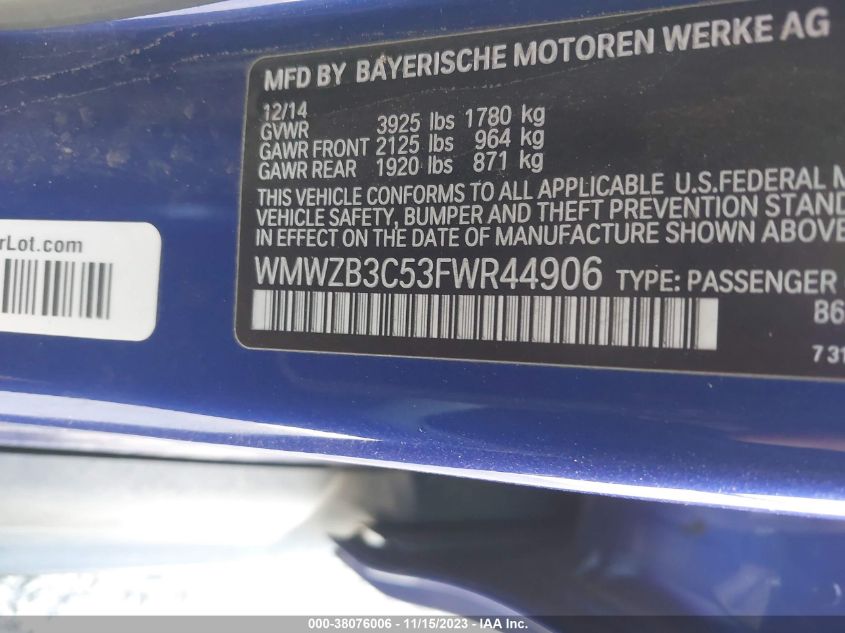 MFD BY BAYERISCHE MOTOREN WERKE AG
12/14
GVWR 3925 lbs 1780 kg
GAWR FRONT 2125 lbs 964 kg
GAWR REAR 1920 lbs 871 kg
THIS VEHICLE CONFORMS TO ALL APPLICABLE U.S.FEDERAL M
VEHICLE SAFETY, BUMPER AND THEFT PREVENTION STAND
IN EFFECT ON THE DATE OF MANUFACTURE SHOWN ABOVE
WMWZB3C53FWR44906 TYPE: PASSENGER
B6
731
rLot.com
000-38076006 - 11/15/2023 - IAA Inc.